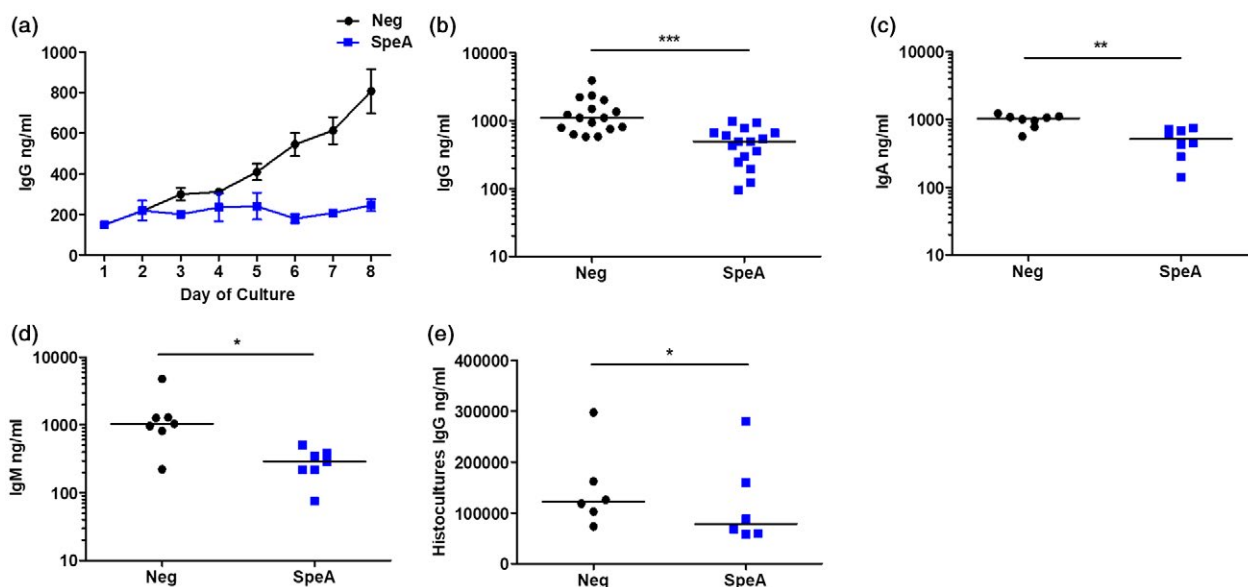 (a)
Neg
SpeA
IgG ng/ml
1000
800
600
400
200
0
1 2 3 4 5 6 7 8
Day of Culture
(b)
***
IgG ng/ml
10000
1000
100
10
Neg SpeA
(c)
**
IgA ng/ml
10000
1000
100
10
Neg SpeA
(d)
*
IgM ng/ml
10000
1000
100
10
Neg SpeA
(e)
*
Histocultures IgG ng/ml
400000
300000
200000
100000
0
Neg SpeA